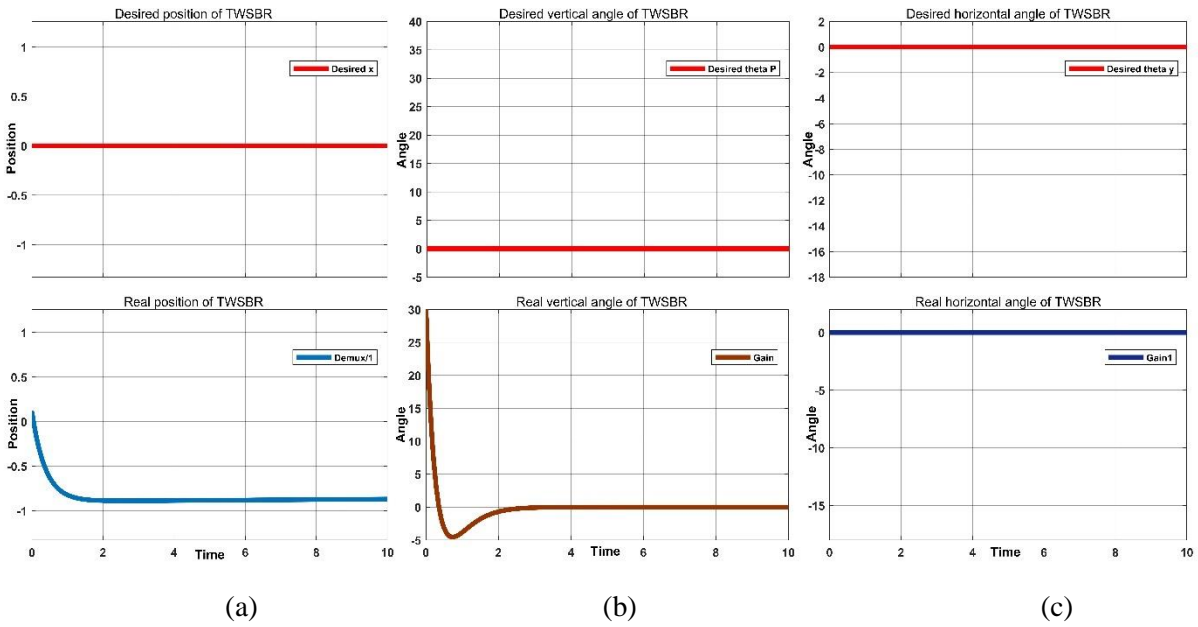 Desired position of TWSBR
1
0.5
0
-0.5
-1
Position
Desired x
Desired vertical angle of TWSBR
40
35
30
25
20
15
10
5
0
-5
Angle
Desired theta P
Desired horizontal angle of TWSBR
2
0
-2
-4
-6
-8
-10
-12
-14
-16
-18
Angle
Desired theta y
Real position of TWSBR
1
0.5
0
-0.5
-1
Position
Demux/1
0 2 4 6 8 10
Time
Real vertical angle of TWSBR
30
25
20
15
10
5
0
-5
Angle
Gain
0 2 4 6 8 10
Time
Real horizontal angle of TWSBR
0
-5
-10
-15
Angle
Gain1
0 2 4 6 8 10
Time
(a) (b) (c)